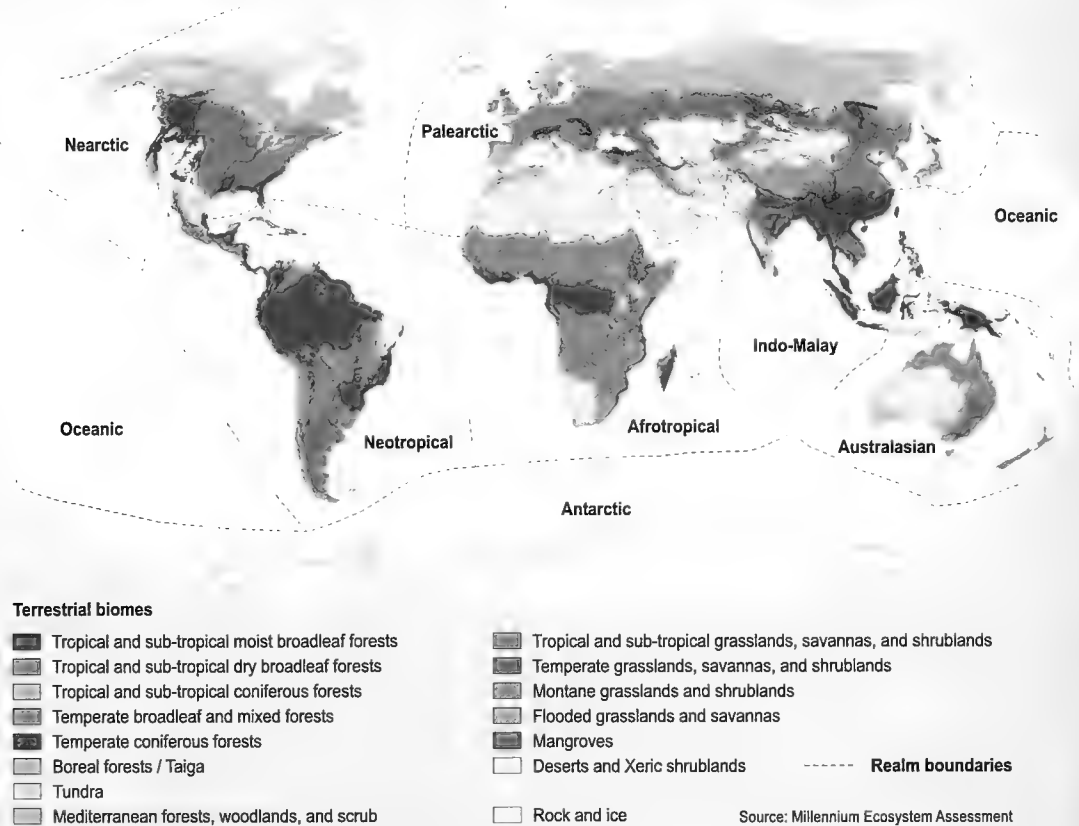 Nearctic
Palearctic
Oceanic
Indo-Malay
Oceanic
Neotropical
Afrotropical
Australasian
Antarctic
Terrestrial biomes
Tropical and sub-tropical moist broadleaf forests
Tropical and sub-tropical dry broadleaf forests
Tropical and sub-tropical coniferous forests
Temperate broadleaf and mixed forests
Temperate coniferous forests
Boreal forests / Taiga
Tundra
Mediterranean forests, woodlands, and scrub
Tropical and sub-tropical grasslands, savannas, and shrublands
Temperate grasslands, savannas, and shrublands
Montane grasslands and shrublands
Flooded grasslands and savannas
Mangroves
Deserts and Xeric shrublands
Realm boundaries
Rock and ice
Source: Millennium Ecosystem Assessment